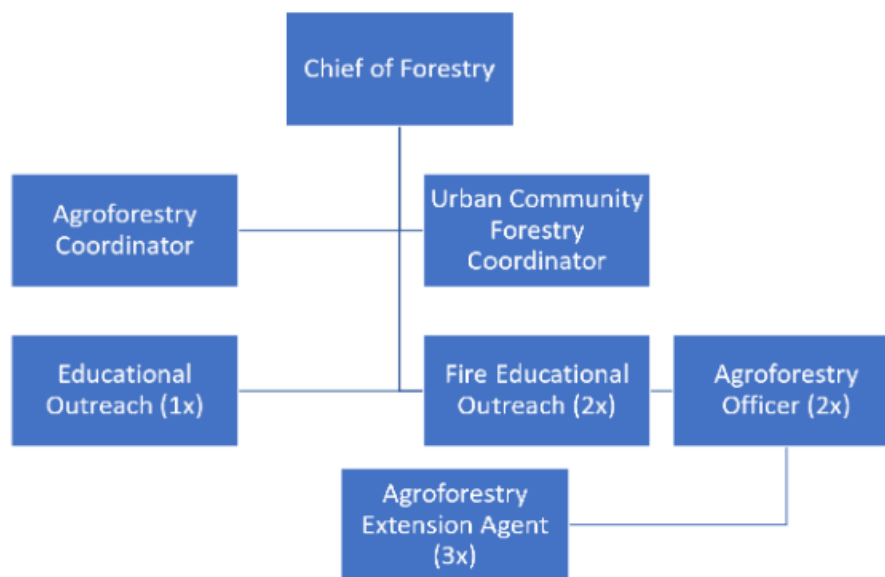 Chief of Forestry
Agroforestry
Coordinator
Urban Community
Forestry
Coordinator
Educational
Outreach (1x)
Fire Educational
Outreach (2x)
Agroforestry
Officer (2x)
Agroforestry
Extension Agent
(3x)